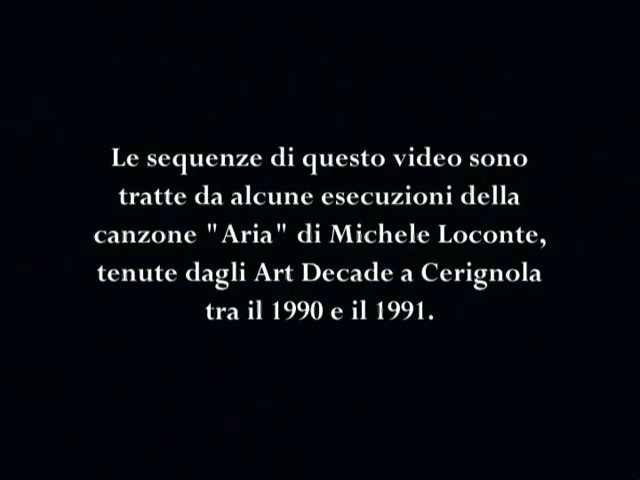 Le sequenze di questo video sono
tratte da alcune esecuzioni della
canzone "Aria" di Michele Loconte,
tenute dagli Art Decade a Cerignola
tra il 1990 e il 1991.